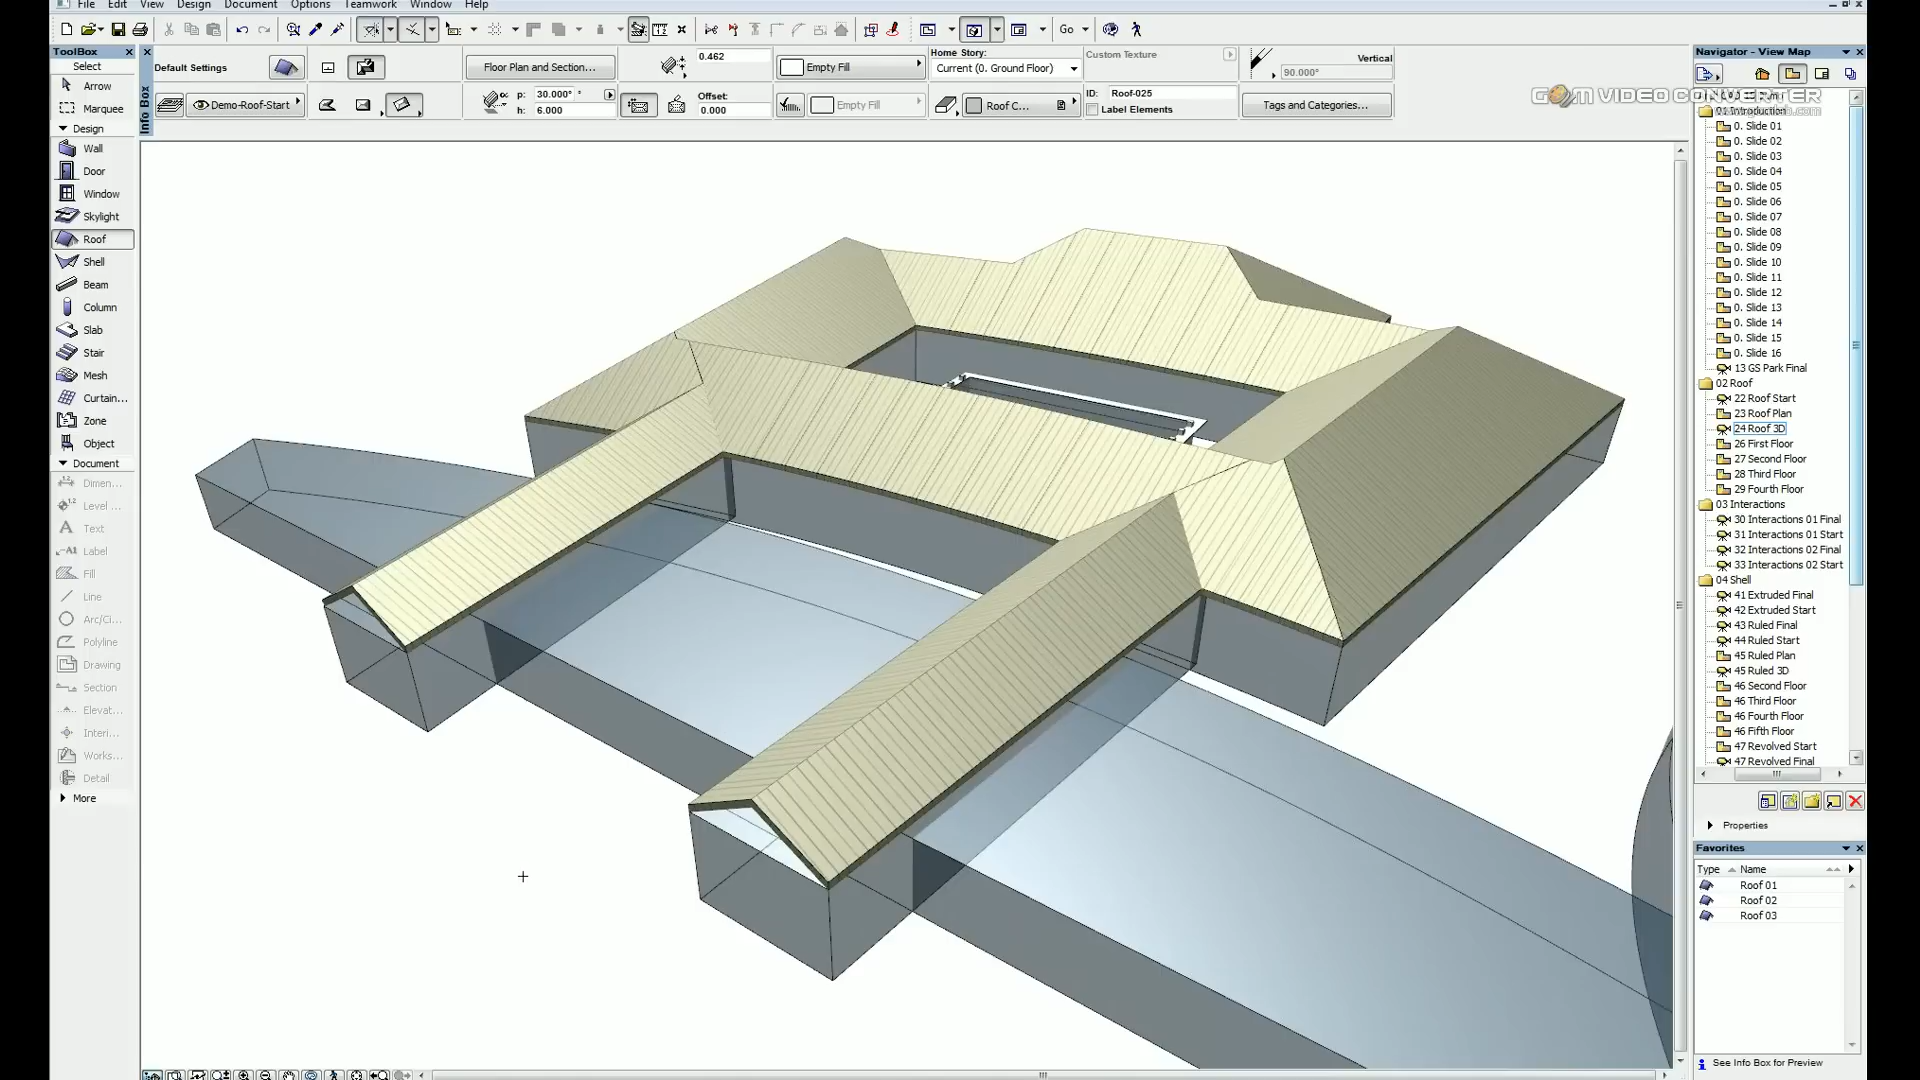 File Edit View Design Document Options Teamwork Window Help
Go
ToolBox
Select
Arrow
Marquee
Design
Wall
Door
Window
Skylight
Roof
Shell
Beam
Column
Slab
Stair
Mesh
Curtain...
Zone
Object
Document
Dimen...
Level ...
Text
Label
Fill
Line
Arc/Ci...
Polyline
Drawing
Section
Elevat...
Interi...
Works...
Detail
More
Info Box
Default Settings
Demo-Roof-Start
Floor Plan and Section...
p: 30.000° °
h: 6.000
0.462
Offset:
0.000
Empty Fill
Empty Fill
Home Story:
Current (0. Ground Floor)
Roof C...
Custom Texture
ID: Roof-025
Label Elements
Vertical
90.000°
Tags and Categories...
GOM VIDEO CONVERTER
Navigator - View Map
01 Introduction
0. Slide 01
0. Slide 02
0. Slide 03
0. Slide 04
0. Slide 05
0. Slide 06
0. Slide 07
0. Slide 08
0. Slide 09
0. Slide 10
0. Slide 11
0. Slide 12
0. Slide 13
0. Slide 14
0. Slide 15
0. Slide 16
13 GS Park Final
02 Roof
22 Roof Start
23 Roof Plan
24 Roof 3D
26 First Floor
27 Second Floor
28 Third Floor
29 Fourth Floor
03 Interactions
30 Interactions 01 Final
31 Interactions 01 Start
32 Interactions 02 Final
33 Interactions 02 Start
04 Shell
41 Extruded Final
42 Extruded Start
43 Ruled Final
44 Ruled Start
45 Ruled Plan
45 Ruled 3D
46 Second Floor
46 Third Floor
46 Fourth Floor
46 Fifth Floor
47 Revolved Start
47 Revolved Final
Properties
Favorites
Type Name
Roof 01
Roof 02
Roof 03
See Info Box for Preview